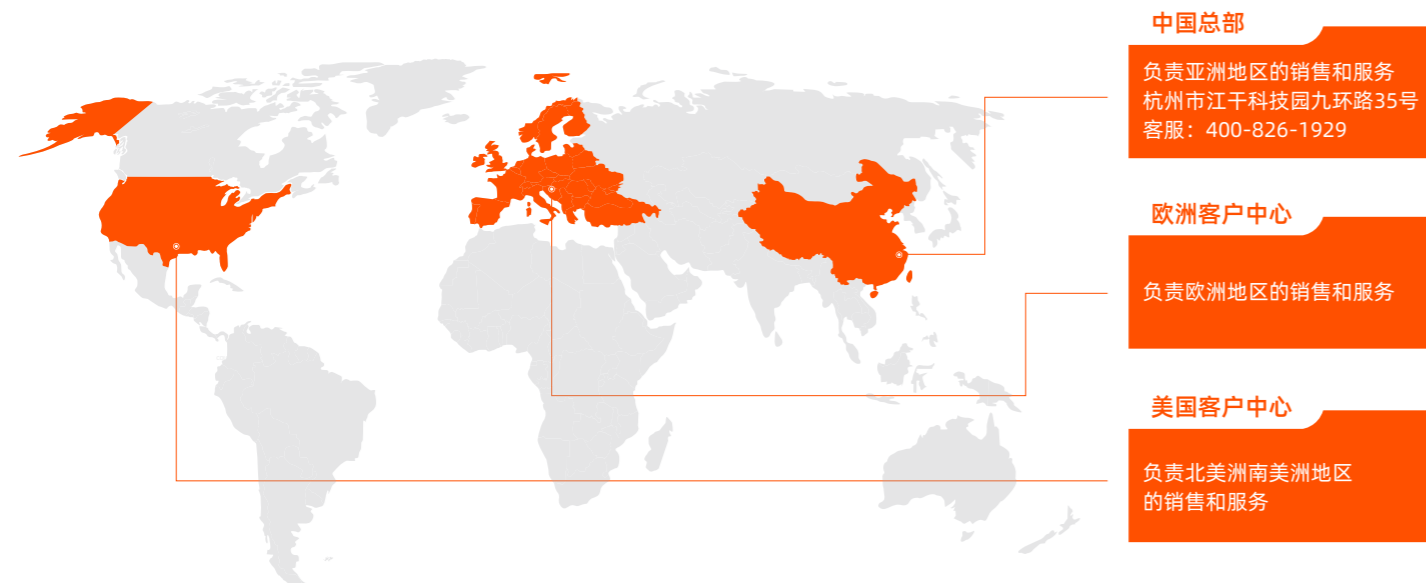 中国总部
负责亚洲地区的销售和服务
杭州市江干科技园九环路35号
客服：400-826-1929
欧洲客户中心
负责欧洲地区的销售和服务
美国客户中心
负责北美洲南美洲地区
的销售和服务